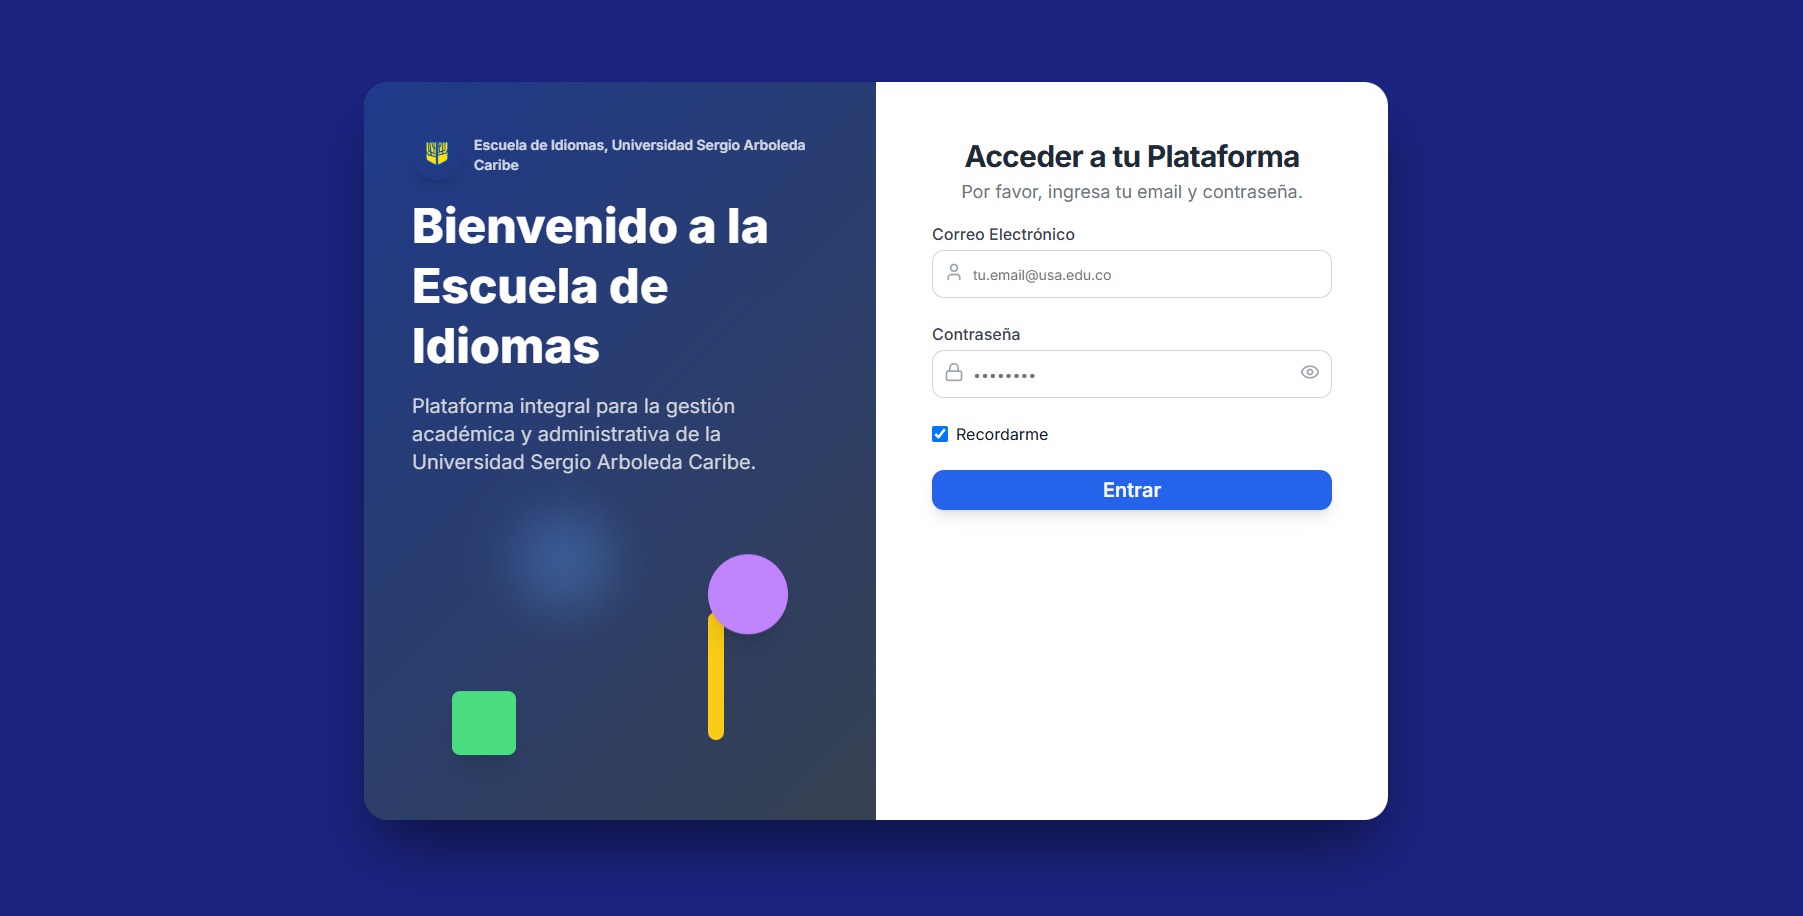 Escuela de Idiomas, Universidad Sergio Arboleda
Caribe
Bienvenido a la
Escuela de
Idiomas
Plataforma integral para la gestión
académica y administrativa de la
Universidad Sergio Arboleda Caribe.
Acceder a tu Plataforma
Por favor, ingresa tu email y contraseña.
Correo Electrónico
tu.email@usa.edu.co
Contraseña
••••••••
Recordarme
Entrar